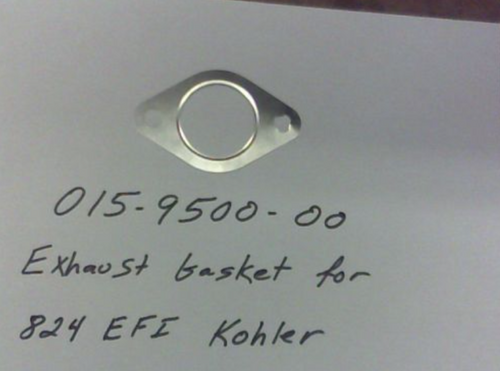 015-9500-00
Exhaust Gasket for
824 EFI Kohler